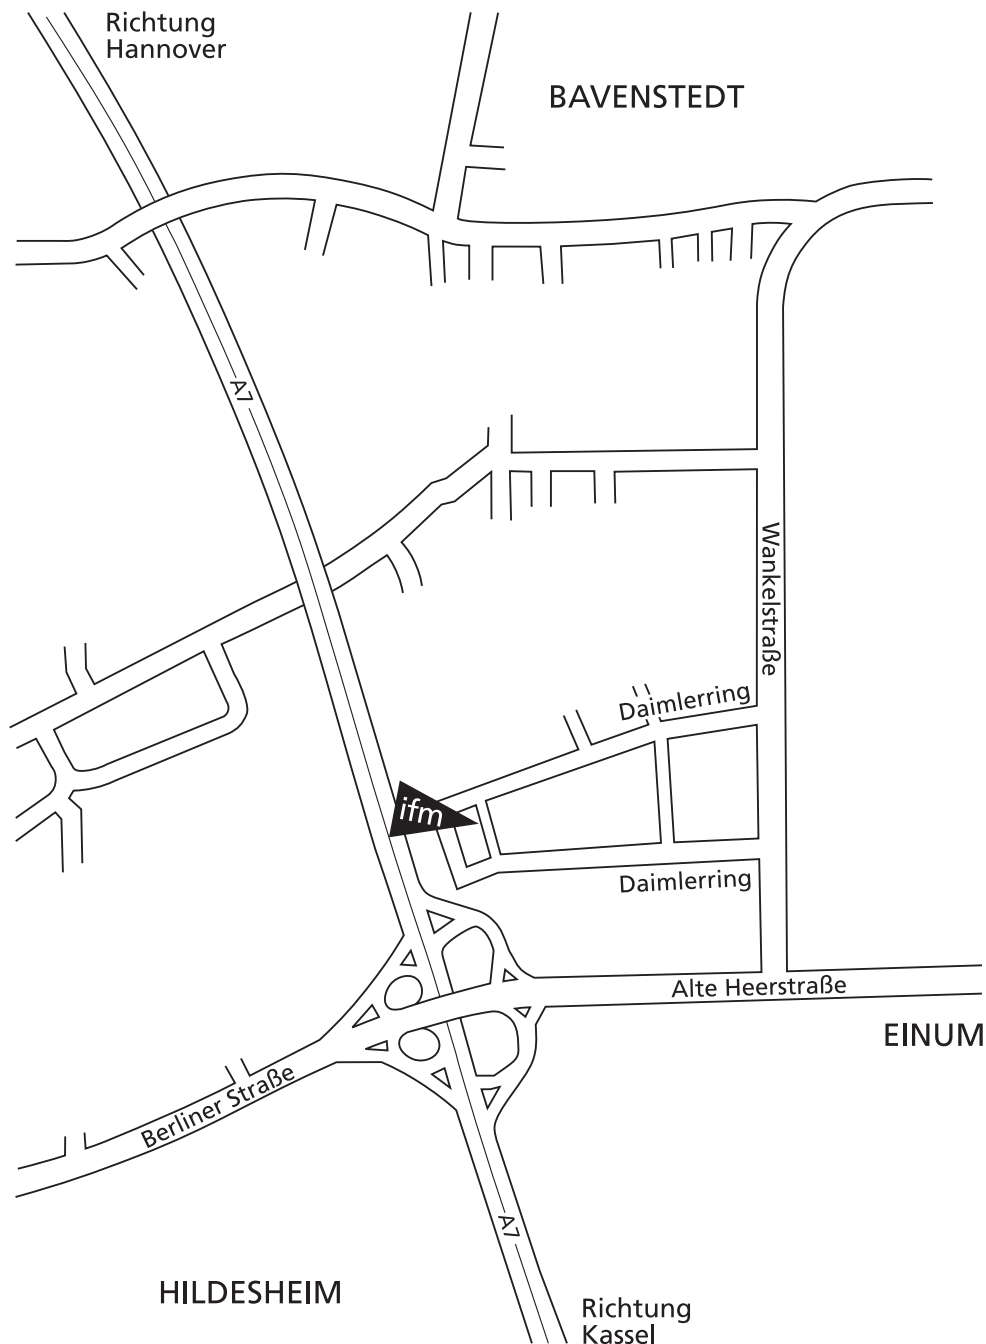 Richtung
Hannover
BAVENSTEDT
A7
Wankelstraße
Daimlerring
ifm
Daimlerring
Alte Heerstraße
EINUM
Berliner Straße
A7
HILDESHEIM
Richtung
Kassel